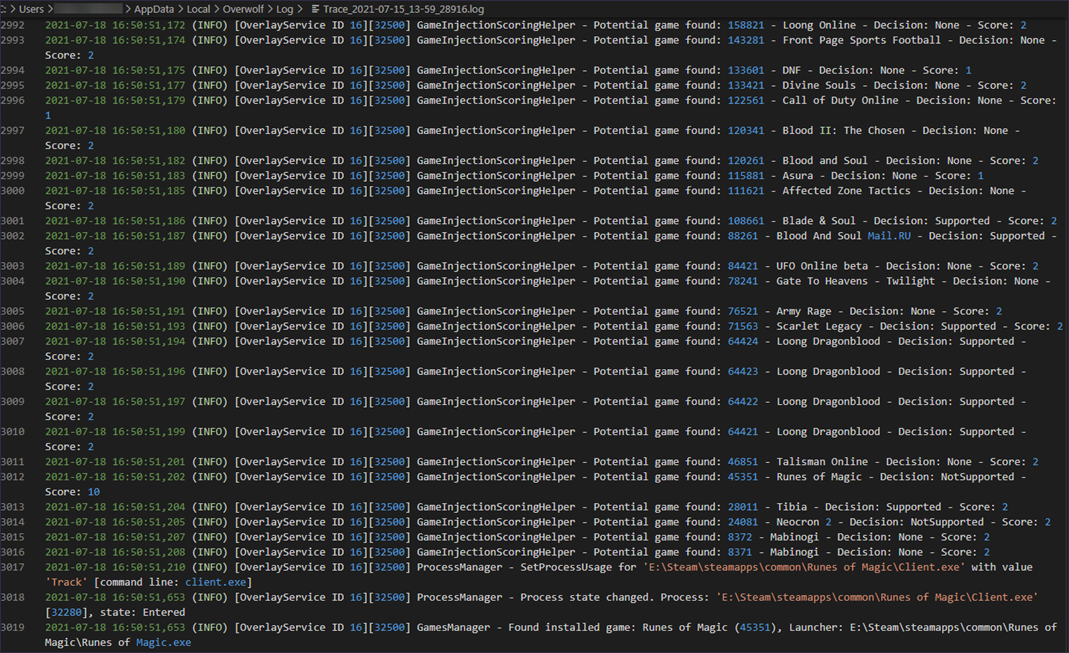 C: > Users > > AppData > Local > Overwolf > Log > Trace_2021-07-15_13-59_28916.log
2992 2021-07-18 16:50:51,172 (INFO) [OverlayService ID 16][32500] GameInjectionScoringHelper - Potential game found: 158821 - Loong Online - Decision: None - Score: 2
2993 2021-07-18 16:50:51,174 (INFO) [OverlayService ID 16][32500] GameInjectionScoringHelper - Potential game found: 143281 - Front Page Sports Football - Decision: None -
Score: 2
2994 2021-07-18 16:50:51,175 (INFO) [OverlayService ID 16][32500] GameInjectionScoringHelper - Potential game found: 133601 - DNF - Decision: None - Score: 1
2995 2021-07-18 16:50:51,177 (INFO) [OverlayService ID 16][32500] GameInjectionScoringHelper - Potential game found: 133421 - Divine Souls - Decision: None - Score: 2
2996 2021-07-18 16:50:51,179 (INFO) [OverlayService ID 16][32500] GameInjectionScoringHelper - Potential game found: 122561 - Call of Duty Online - Decision: None - Score:
1
2997 2021-07-18 16:50:51,180 (INFO) [OverlayService ID 16][32500] GameInjectionScoringHelper - Potential game found: 120341 - Blood II: The Chosen - Decision: None -
Score: 2
2998 2021-07-18 16:50:51,182 (INFO) [OverlayService ID 16][32500] GameInjectionScoringHelper - Potential game found: 120261 - Blood and Soul - Decision: None - Score: 2
2999 2021-07-18 16:50:51,183 (INFO) [OverlayService ID 16][32500] GameInjectionScoringHelper - Potential game found: 115881 - Asura - Decision: None - Score: 1
3000 2021-07-18 16:50:51,185 (INFO) [OverlayService ID 16][32500] GameInjectionScoringHelper - Potential game found: 111621 - Affected Zone Tactics - Decision: None -
Score: 2
3001 2021-07-18 16:50:51,186 (INFO) [OverlayService ID 16][32500] GameInjectionScoringHelper - Potential game found: 108661 - Blade & Soul - Decision: Supported - Score: 2
3002 2021-07-18 16:50:51,187 (INFO) [OverlayService ID 16][32500] GameInjectionScoringHelper - Potential game found: 88261 - Blood And Soul Mail.RU - Decision: Supported -
Score: 2
3003 2021-07-18 16:50:51,189 (INFO) [OverlayService ID 16][32500] GameInjectionScoringHelper - Potential game found: 84421 - UFO Online beta - Decision: None - Score: 2
3004 2021-07-18 16:50:51,190 (INFO) [OverlayService ID 16][32500] GameInjectionScoringHelper - Potential game found: 78241 - Gate To Heavens - Twilight - Decision: None -
Score: 2
3005 2021-07-18 16:50:51,191 (INFO) [OverlayService ID 16][32500] GameInjectionScoringHelper - Potential game found: 76521 - Army Rage - Decision: None - Score: 2
3006 2021-07-18 16:50:51,193 (INFO) [OverlayService ID 16][32500] GameInjectionScoringHelper - Potential game found: 71563 - Scarlet Legacy - Decision: Supported - Score: 2
3007 2021-07-18 16:50:51,194 (INFO) [OverlayService ID 16][32500] GameInjectionScoringHelper - Potential game found: 64424 - Loong Dragonblood - Decision: Supported -
Score: 2
3008 2021-07-18 16:50:51,196 (INFO) [OverlayService ID 16][32500] GameInjectionScoringHelper - Potential game found: 64423 - Loong Dragonblood - Decision: Supported -
Score: 2
3009 2021-07-18 16:50:51,197 (INFO) [OverlayService ID 16][32500] GameInjectionScoringHelper - Potential game found: 64422 - Loong Dragonblood - Decision: Supported -
Score: 2
3010 2021-07-18 16:50:51,199 (INFO) [OverlayService ID 16][32500] GameInjectionScoringHelper - Potential game found: 64421 - Loong Dragonblood - Decision: Supported -
Score: 2
3011 2021-07-18 16:50:51,201 (INFO) [OverlayService ID 16][32500] GameInjectionScoringHelper - Potential game found: 46851 - Talisman Online - Decision: None - Score: 2
3012 2021-07-18 16:50:51,202 (INFO) [OverlayService ID 16][32500] GameInjectionScoringHelper - Potential game found: 45351 - Runes of Magic - Decision: NotSupported -
Score: 10
3013 2021-07-18 16:50:51,204 (INFO) [OverlayService ID 16][32500] GameInjectionScoringHelper - Potential game found: 28011 - Tibia - Decision: Supported - Score: 2
3014 2021-07-18 16:50:51,205 (INFO) [OverlayService ID 16][32500] GameInjectionScoringHelper - Potential game found: 24081 - Neocron 2 - Decision: NotSupported - Score: 2
3015 2021-07-18 16:50:51,207 (INFO) [OverlayService ID 16][32500] GameInjectionScoringHelper - Potential game found: 8372 - Mabinogi - Decision: None - Score: 2
3016 2021-07-18 16:50:51,208 (INFO) [OverlayService ID 16][32500] GameInjectionScoringHelper - Potential game found: 8371 - Mabinogi - Decision: None - Score: 2
3017 2021-07-18 16:50:51,210 (INFO) [OverlayService ID 16][32500] ProcessManager - SetProcessUsage for 'E:\Steam\steamapps\common\Runes of Magic\Client.exe' with value
'Track' [command line: client.exe]
3018 2021-07-18 16:50:51,653 (INFO) [OverlayService ID 16][32500] ProcessManager - Process state changed. Process: 'E:\Steam\steamapps\common\Runes of Magic\Client.exe'
[32280], state: Entered
3019 2021-07-18 16:50:51,653 (INFO) [OverlayService ID 16][32500] GamesManager - Found installed game: Runes of Magic (45351), Launcher: E:\Steam\steamapps\common\Runes of
Magic\Runes of Magic.exe